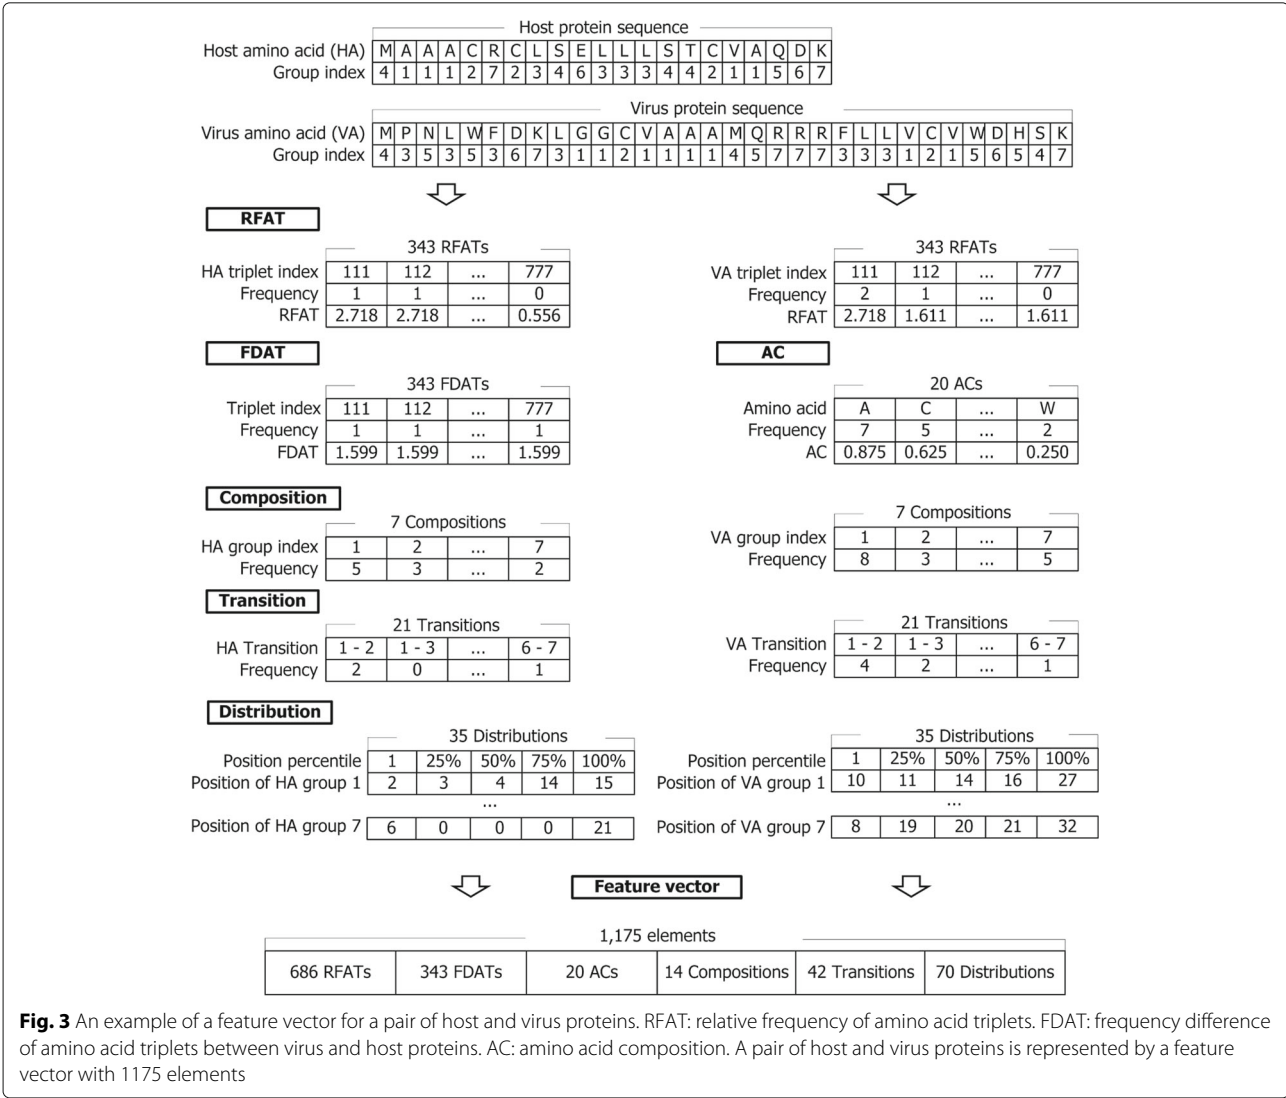 Host protein sequence
Host amino acid (HA) M A A A C R C L S E L L L S T C V A Q D K
Group index 4 1 1 1 2 7 2 3 4 6 3 3 3 4 4 2 1 1 5 6 7
Virus protein sequence
Virus amino acid (VA) M P N L W F D K L G G C V A A A M Q R R R F L L V C V W D H S K
Group index 4 3 5 3 5 3 6 7 3 1 1 2 1 1 1 1 4 5 7 7 7 3 3 3 1 2 1 5 6 5 4 7
RFAT
343 RFATs
HA triplet index 111 112 ... 777
Frequency 1 1 ... 0
RFAT 2.718 2.718 ... 0.556
343 RFATs
VA triplet index 111 112 ... 777
Frequency 2 1 ... 0
RFAT 2.718 1.611 ... 1.611
FDAT
343 FDATs
Triplet index 111 112 ... 777
Frequency 1 1 ... 1
FDAT 1.599 1.599 ... 1.599
AC
20 ACs
Amino acid A C ... W
Frequency 7 5 ... 2
AC 0.875 0.625 ... 0.250
Composition
7 Compositions
HA group index 1 2 ... 7
Frequency 5 3 ... 2
7 Compositions
VA group index 1 2 ... 7
Frequency 8 3 ... 5
Transition
21 Transitions
HA Transition 1 - 2 1 - 3 ... 6 - 7
Frequency 2 0 ... 1
21 Transitions
VA Transition 1 - 2 1 - 3 ... 6 - 7
Frequency 4 2 ... 1
Distribution
35 Distributions
Position percentile 1 25% 50% 75% 100%
Position of HA group 1 2 3 4 14 15
...
Position of HA group 7 6 0 0 0 21
35 Distributions
Position percentile 1 25% 50% 75% 100%
Position of VA group 1 10 11 14 16 27
...
Position of VA group 7 8 19 20 21 32
Feature vector
1,175 elements
686 RFATs 343 FDATs 20 ACs 14 Compositions 42 Transitions 70 Distributions
Fig. 3 An example of a feature vector for a pair of host and virus proteins. RFAT: relative frequency of amino acid triplets. FDAT: frequency difference
of amino acid triplets between virus and host proteins. AC: amino acid composition. A pair of host and virus proteins is represented by a feature
vector with 1175 elements